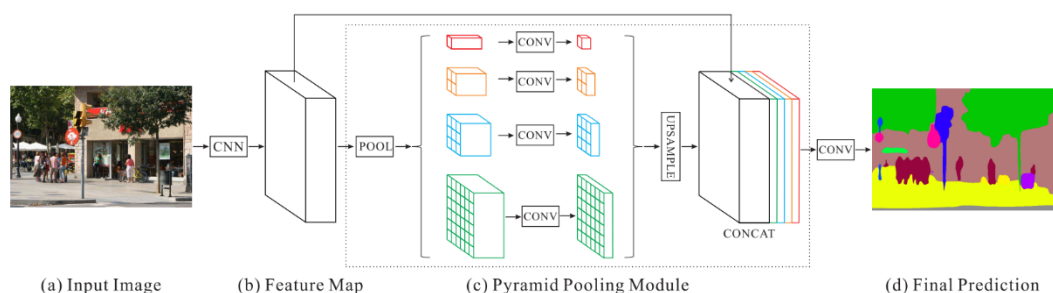 CNN
POOL
CONV
CONV
CONV
CONV
UPSAMPLE
CONCAT
CONV
(a) Input Image
(b) Feature Map
(c) Pyramid Pooling Module
(d) Final Prediction